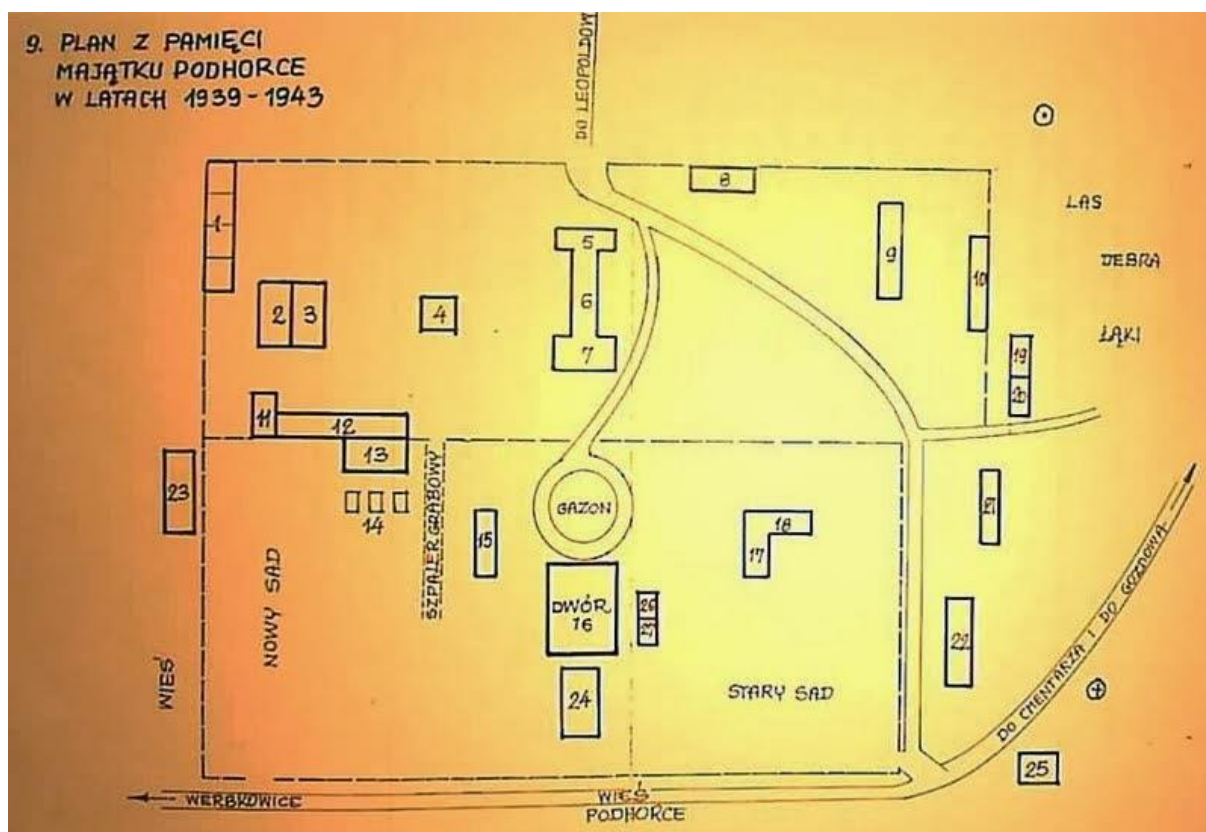 9. PLAN Z PAMIĘCI
MAJĄTKU PODHORCE
W LATACH 1939-1943
DO LEOPOLDOW
8
LAS
1
5
9
DEBRA
10
6
2 3
4
ŁĄKI
7
19
20
11
12
13
23
SZPALER GRABOWY
GAZON
21
14
15
18
17
NOWY SAD
DWÓR
16
26
23
22
WIEŚ
24
STARY SAD
DO CMENTARZA I DO GOZDOWA
25
WERBKOWICE
WIEŚ
PODHORCE